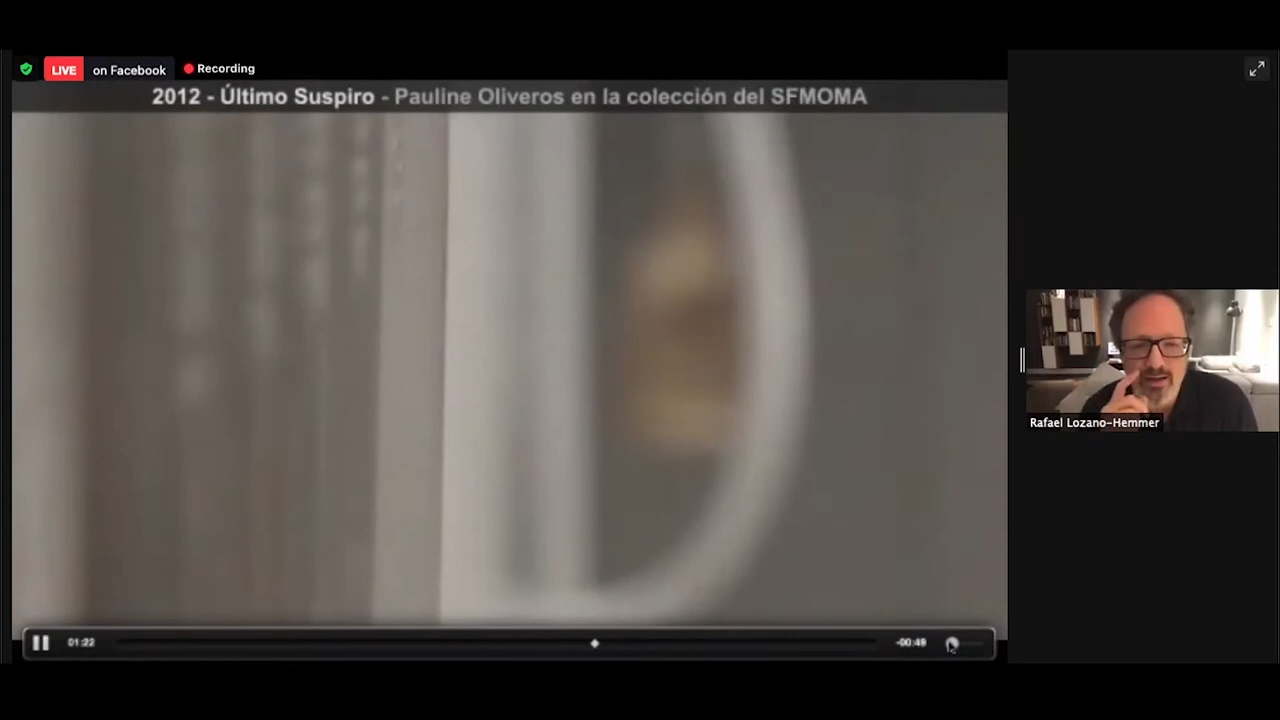 LIVE on Facebook Recording
2012 - Último Suspiro - Pauline Oliveros en la colección del SFMOMA
Rafael Lozano-Hemmer
01:22 -00:49